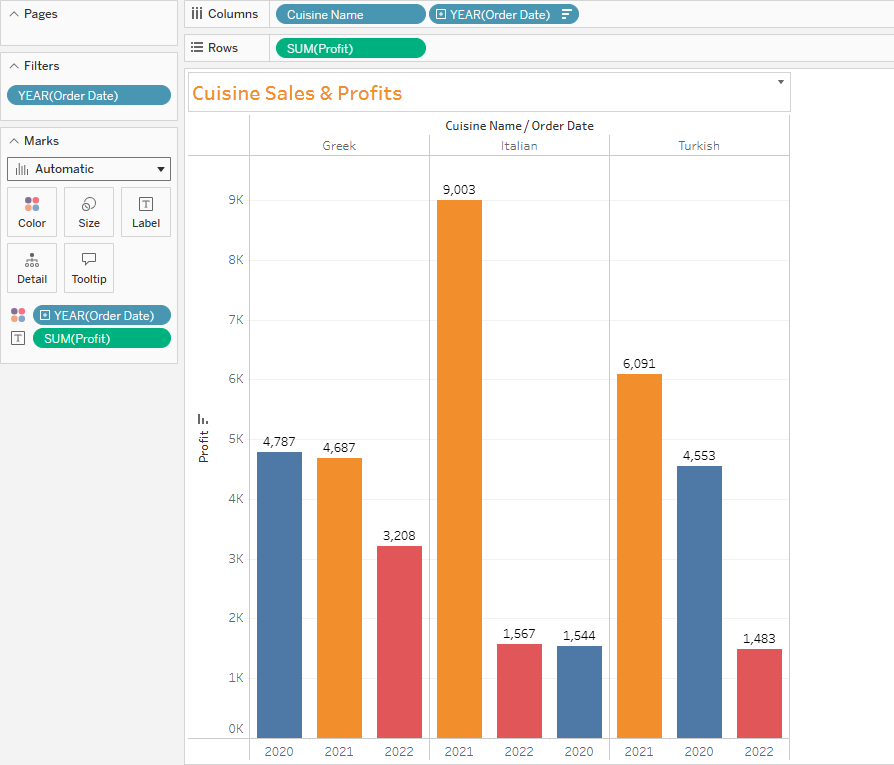 Pages
Columns
Cuisine Name
YEAR(Order Date)
Rows
SUM(Profit)
Filters
YEAR(Order Date)
Marks
Automatic
Color
Size
Label
Detail
Tooltip
YEAR(Order Date)
SUM(Profit)
Cuisine Sales & Profits
Cuisine Name / Order Date
Greek
Italian
Turkish
Profit
9K
8K
7K
6K
5K
4K
3K
2K
1K
0K
4,787
4,687
3,208
9,003
1,567
1,544
6,091
4,553
1,483
2020
2021
2022
2021
2022
2020
2021
2020
2022